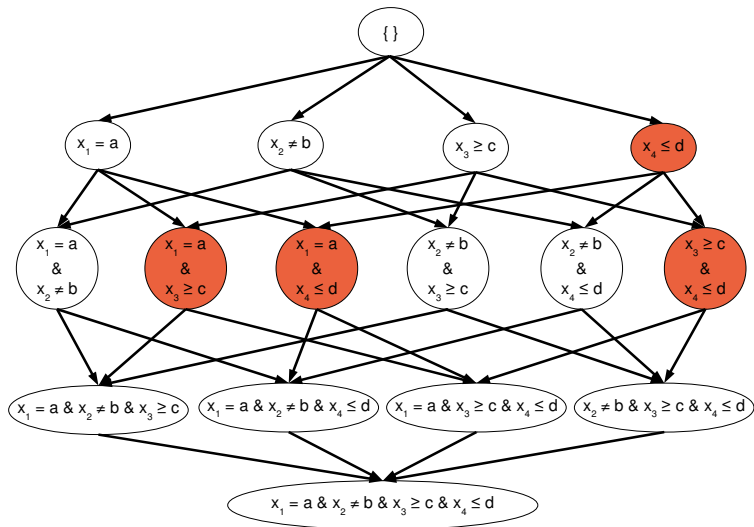 { }
x₁ = a
x₂ ≠ b
x₃ ≥ c
x₄ ≤ d
x₁ = a
&
x₂ ≠ b
x₁ = a
&
x₃ ≥ c
x₁ = a
&
x₄ ≤ d
x₂ ≠ b
&
x₃ ≥ c
x₂ ≠ b
&
x₄ ≤ d
x₃ ≥ c
&
x₄ ≤ d
x₁ = a & x₂ ≠ b & x₃ ≥ c
x₁ = a & x₂ ≠ b & x₄ ≤ d
x₁ = a & x₃ ≥ c & x₄ ≤ d
x₂ ≠ b & x₃ ≥ c & x₄ ≤ d
x₁ = a & x₂ ≠ b & x₃ ≥ c & x₄ ≤ d